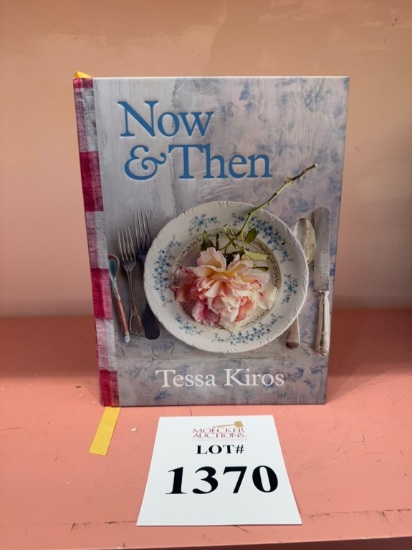 Now
& Then
Tessa Kiros
MOECKER
AUCTIONS
LOT#
1370